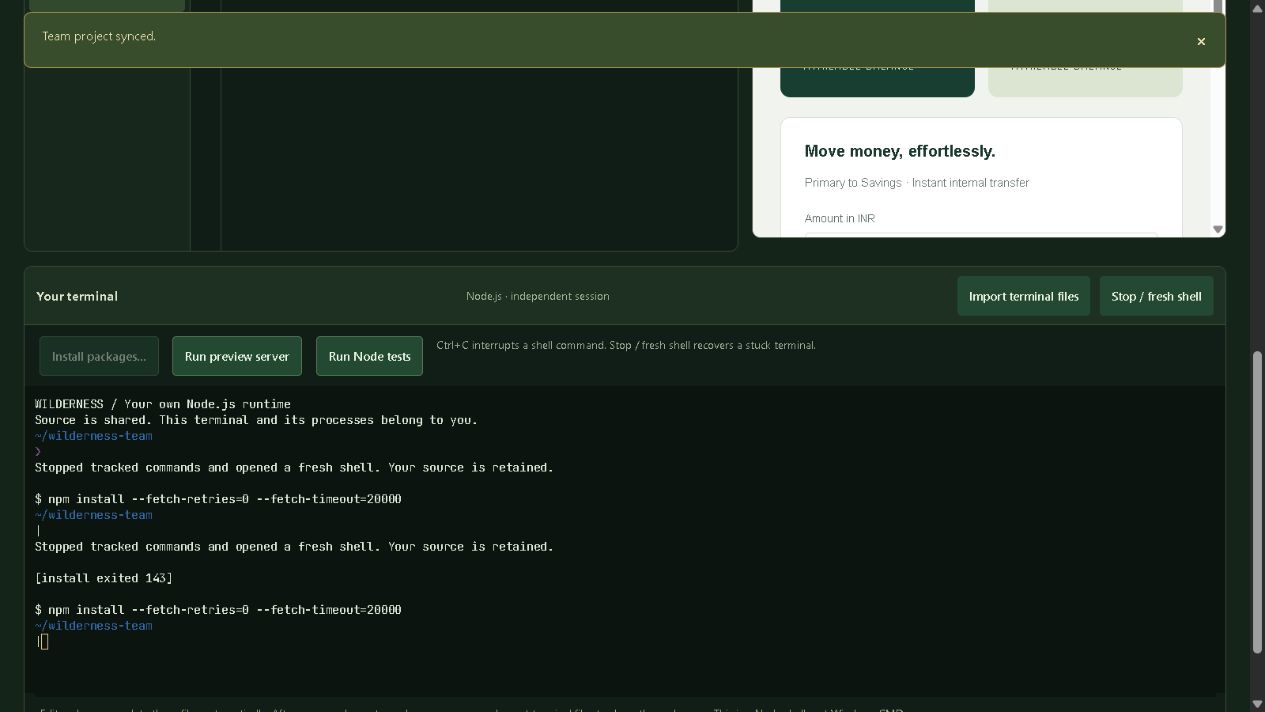 Team project synced.
×
AVAILABLE BALANCE
AVAILABLE BALANCE
Move money, effortlessly.
Primary to Savings · Instant internal transfer
Amount in INR
Your terminal
Node.js · independent session
Import terminal files
Stop / fresh shell
Install packages...
Run preview server
Run Node tests
Ctrl+C interrupts a shell command. Stop / fresh shell recovers a stuck terminal.
WILDERNESS / Your own Node.js runtime
Source is shared. This terminal and its processes belong to you.
~/wilderness-team
❯
Stopped tracked commands and opened a fresh shell. Your source is retained.
$ npm install --fetch-retries=0 --fetch-timeout=20000
~/wilderness-team
|
Stopped tracked commands and opened a fresh shell. Your source is retained.
[install exited 143]
$ npm install --fetch-retries=0 --fetch-timeout=20000
~/wilderness-team
|